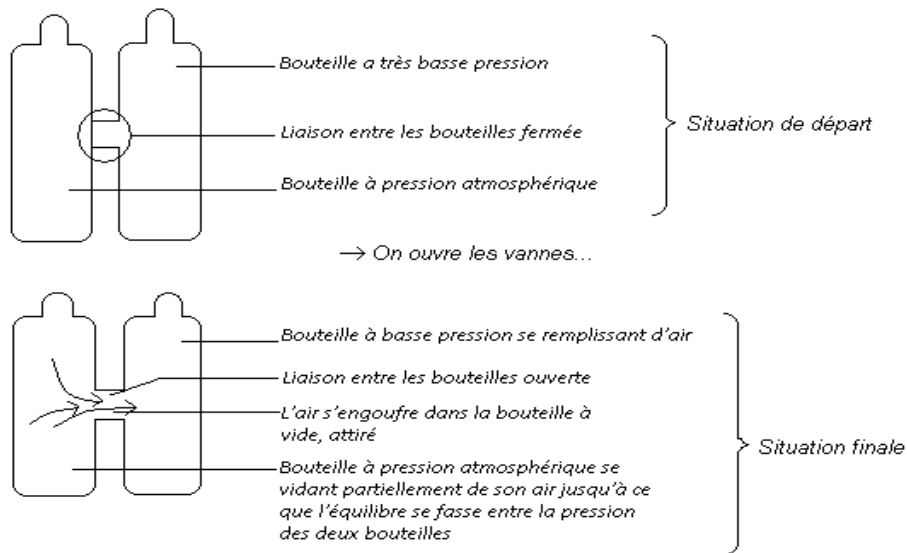 Bouteille a très basse pression
Liaison entre les bouteilles fermée
Situation de départ
Bouteille à pression atmosphérique
→ On ouvre les vannes...
Bouteille à basse pression se remplissant d'air
Liaison entre les bouteilles ouverte
L'air s'engoufre dans la bouteille à
vide, attiré
Situation finale
Bouteille à pression atmosphérique se
vidant partiellement de son air jusqu'à ce
que l'équilibre se fasse entre la pression
des deux bouteilles